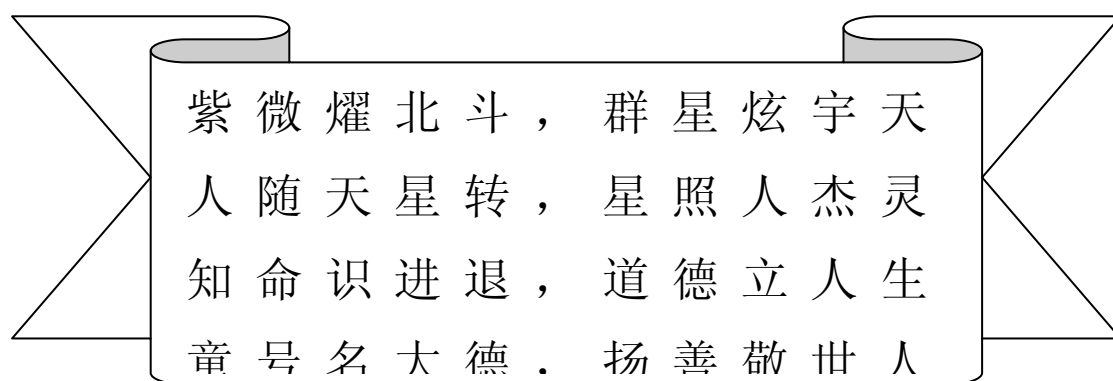 紫微燿北斗，群星炫宇天
人随天星转，星照人杰灵
知命识进退，道德立人生
童号名大德，扬善敬世人